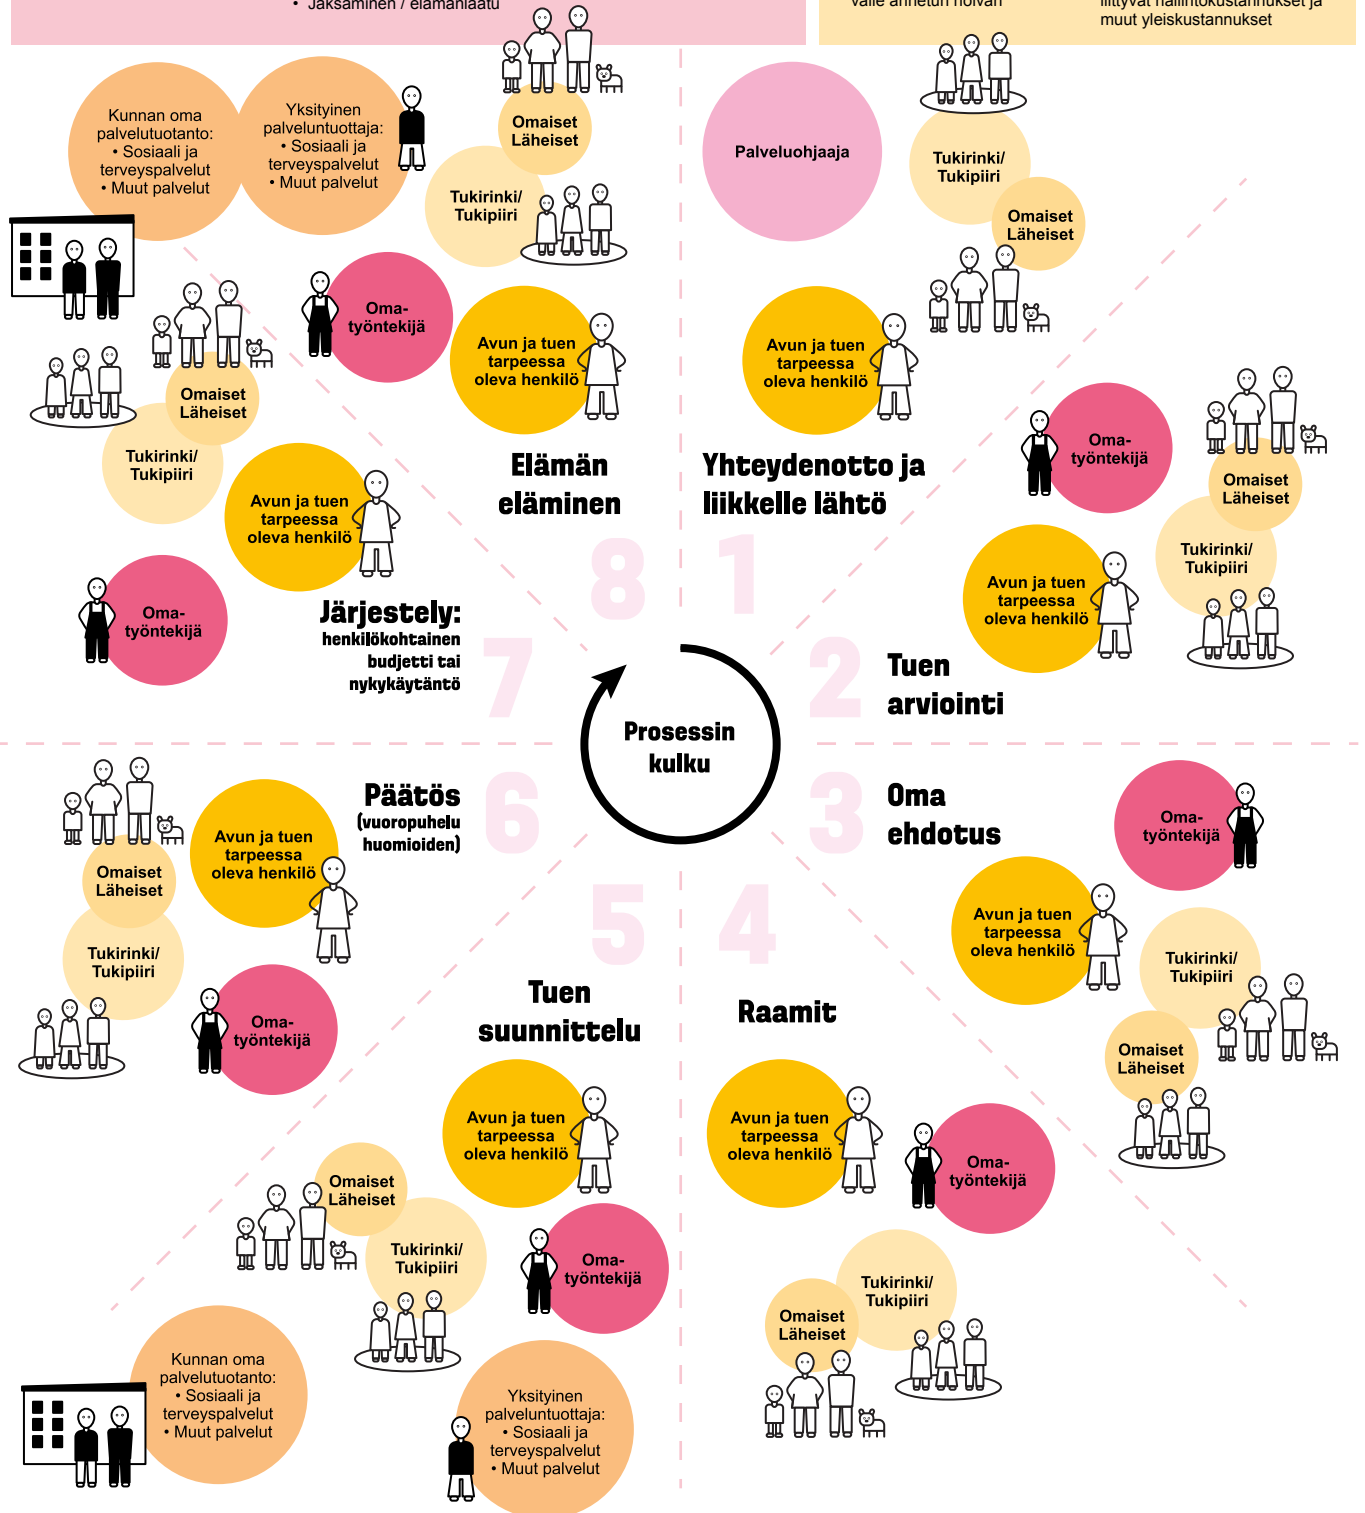 • Jaksaminen / elämänlaatu
liittyvät hallintokustannukset ja
muut yleiskustannukset
Kunnan oma
palvelutuotanto:
• Sosiaali ja
terveyspalvelut
• Muut palvelut
Yksityinen
palveluntuottaja:
• Sosiaali ja
terveyspalvelut
• Muut palvelut
Omaiset
Läheiset
Tukirinki/
Tukipiiri
Oma-
työntekijä
Avun ja tuen
tarpeessa
oleva henkilö
Elämän
eläminen
8
Palveluohjaaja
Tukirinki/
Tukipiiri
Omaiset
Läheiset
Avun ja tuen
tarpeessa
oleva henkilö
Yhteydenotto ja
liikkelle lähtö
1
Oma-
työntekijä
Omaiset
Läheiset
Tukirinki/
Tukipiiri
Avun ja tuen
tarpeessa
oleva henkilö
2
Tuen
arviointi
Omaiset
Läheiset
Tukirinki/
Tukipiiri
Avun ja tuen
tarpeessa
oleva henkilö
Oma-
työntekijä
Järjestely:
henkilökohtainen
budjetti tai
nykykäytäntö
7
Prosessin
kulku
3
Oma
ehdotus
Oma-
työntekijä
Avun ja tuen
tarpeessa
oleva henkilö
Tukirinki/
Tukipiiri
Omaiset
Läheiset
Päätös
(vuoropuhelu
huomioiden)
6
Avun ja tuen
tarpeessa
oleva henkilö
Omaiset
Läheiset
Tukirinki/
Tukipiiri
Oma-
työntekijä
5
Tuen
suunnittelu
Avun ja tuen
tarpeessa
oleva henkilö
Omaiset
Läheiset
Tukirinki/
Tukipiiri
Oma-
työntekijä
Kunnan oma
palvelutuotanto:
• Sosiaali ja
terveyspalvelut
• Muut palvelut
Yksityinen
palveluntuottaja:
• Sosiaali ja
terveyspalvelut
• Muut palvelut
4
Raamit
Avun ja tuen
tarpeessa
oleva henkilö
Oma-
työntekijä
Tukirinki/
Tukipiiri
Omaiset
Läheiset